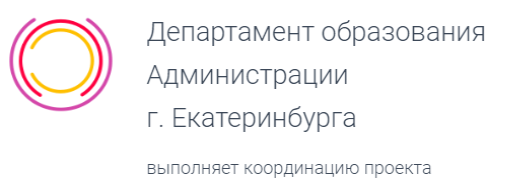 Департамент образования
Администрации
г. Екатеринбурга
выполняет координацию проекта